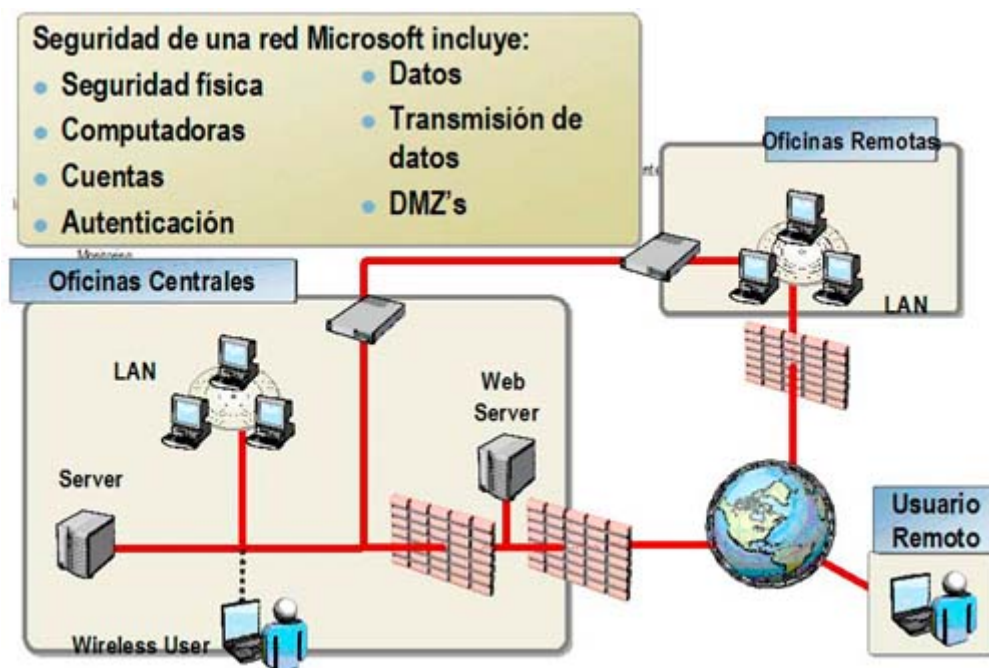 Seguridad de una red Microsoft incluye:
Seguridad física
Computadoras
Cuentas
Autenticación
Datos
Transmisión de
datos
DMZ's
Oficinas Remotas
LAN
Oficinas Centrales
LAN
Web
Server
Server
Wireless User
Usuario
Remoto